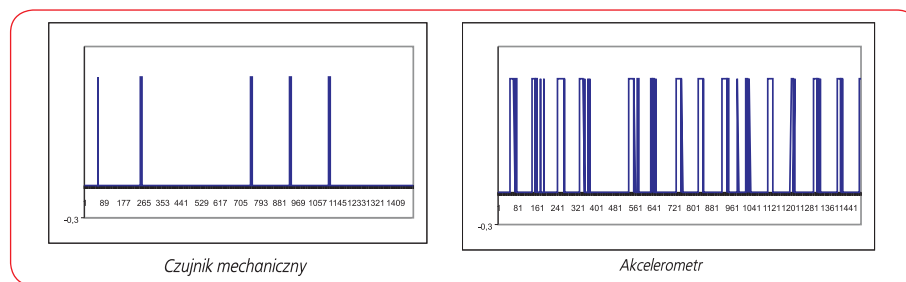 -0,3
1 89 177 265 353 441 529 617 705 793 881 969 1057 1145 1233 1321 1409
Czujnik mechaniczny
-0,3
1 81 161 241 321 401 481 561 641 721 801 881 961 1041 1121 1201 1281 1361 1441
Akcelerometr